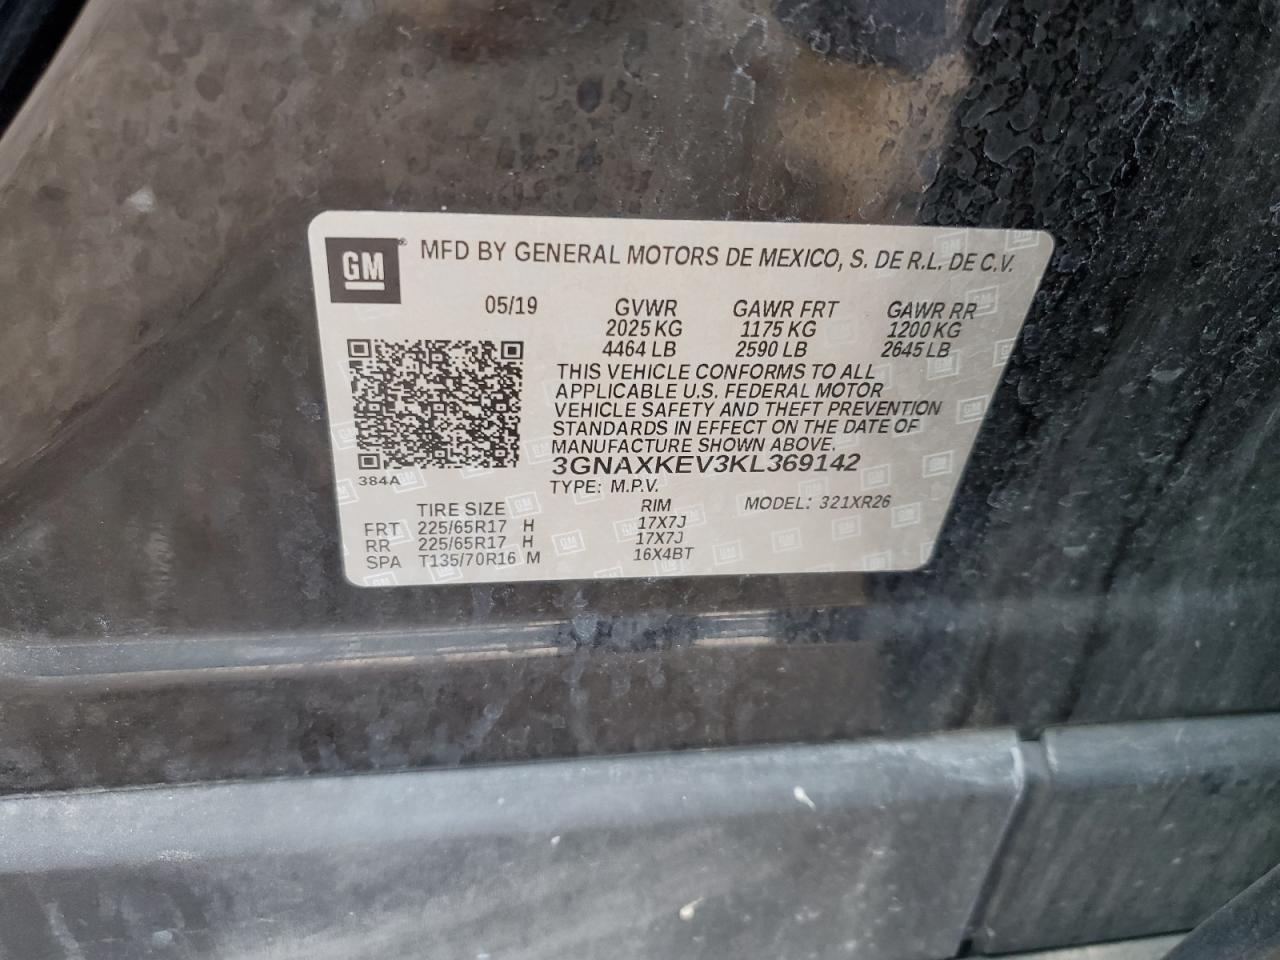 GM® MFD BY GENERAL MOTORS DE MEXICO, S. DE R.L. DE C.V.
05/19 GVWR GAWR FRT GAWR RR
2025 KG 1175 KG 1200 KG
4464 LB 2590 LB 2645 LB
THIS VEHICLE CONFORMS TO ALL
APPLICABLE U.S. FEDERAL MOTOR
VEHICLE SAFETY AND THEFT PREVENTION
STANDARDS IN EFFECT ON THE DATE OF
MANUFACTURE SHOWN ABOVE.
3GNAXKEV3KL369142
384A
TYPE: M.P.V.
TIRE SIZE RIM MODEL: 321XR26
FRT 225/65R17 H 17X7J
RR 225/65R17 H 17X7J
SPA T135/70R16 M 16X4BT